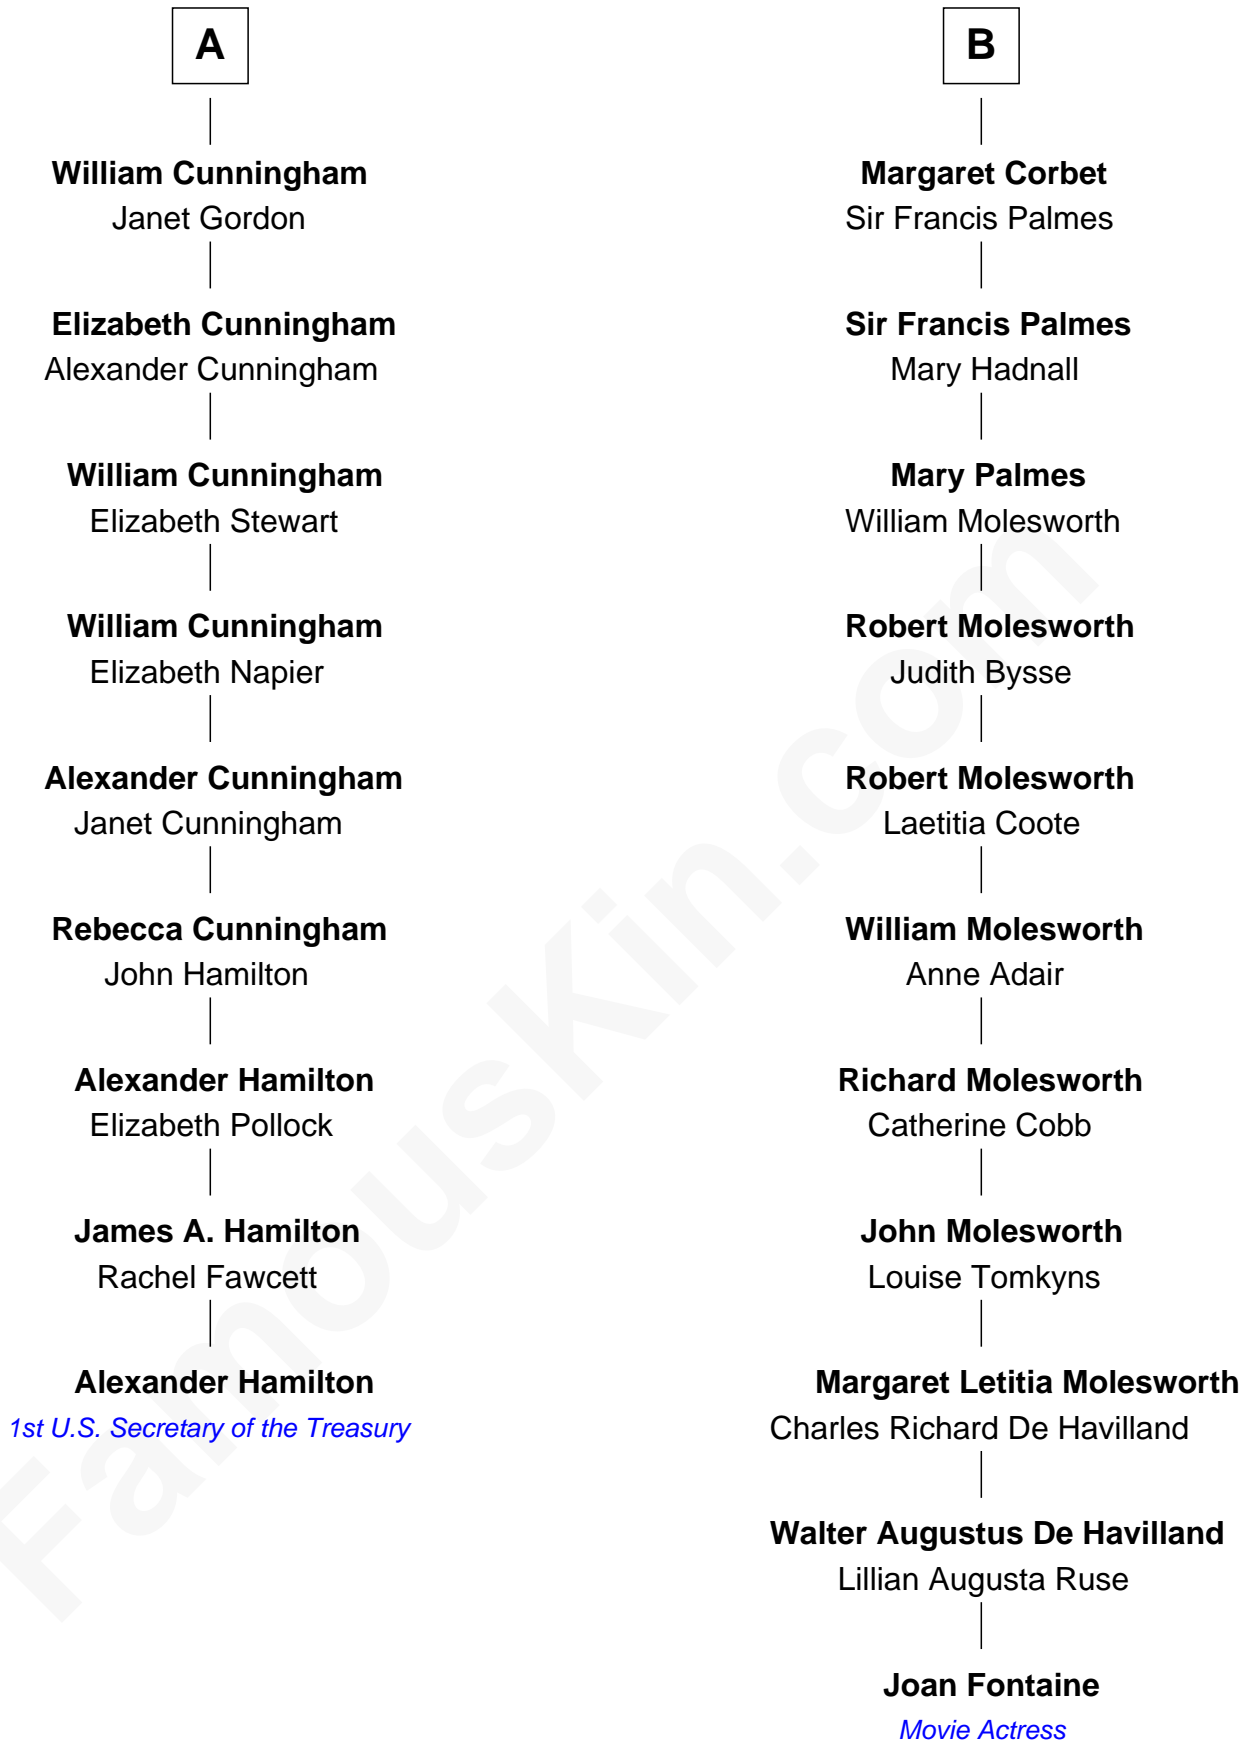 A
William Cunningham
Janet Gordon
Elizabeth Cunningham
Alexander Cunningham
William Cunningham
Elizabeth Stewart
William Cunningham
Elizabeth Napier
Alexander Cunningham
Janet Cunningham
Rebecca Cunningham
John Hamilton
Alexander Hamilton
Elizabeth Pollock
James A. Hamilton
Rachel Fawcett
Alexander Hamilton
1st U.S. Secretary of the Treasury
B
Margaret Corbet
Sir Francis Palmes
Sir Francis Palmes
Mary Hadnall
Mary Palmes
William Molesworth
Robert Molesworth
Judith Bysse
Robert Molesworth
Laetitia Coote
William Molesworth
Anne Adair
Richard Molesworth
Catherine Cobb
John Molesworth
Louise Tomkyns
Margaret Letitia Molesworth
Charles Richard De Havilland
Walter Augustus De Havilland
Lillian Augusta Ruse
Joan Fontaine
Movie Actress
FamousKin.com